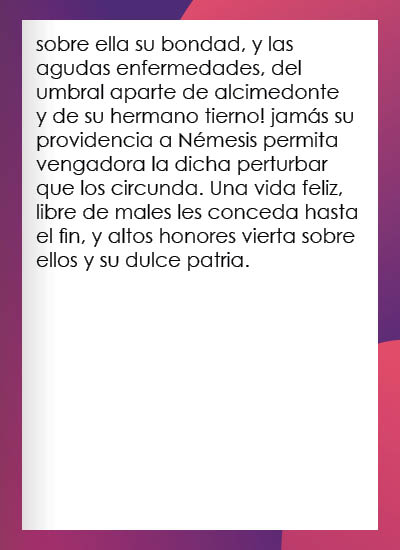 sobre ella su bondad, y las
agudas enfermedades, del
umbral aparte de alcimedonte
y de su hermano tierno! jamás su
providencia a Némesis permita
vengadora la dicha perturbar
que los circunda. Una vida feliz,
libre de males les conceda hasta
el fin, y altos honores vierta sobre
ellos y su dulce patria.